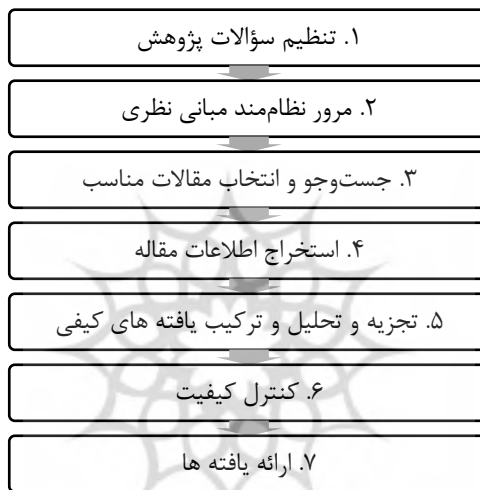 ۱. تنظیم سؤالات پژوهش
۲. مرور نظام‌مند مبانی نظری
۳. جست‌وجو و انتخاب مقالات مناسب
۴. استخراج اطلاعات مقاله
۵. تجزیه و تحلیل و ترکیب یافته های کیفی
۶. کنترل کیفیت
۷. ارائه یافته ها